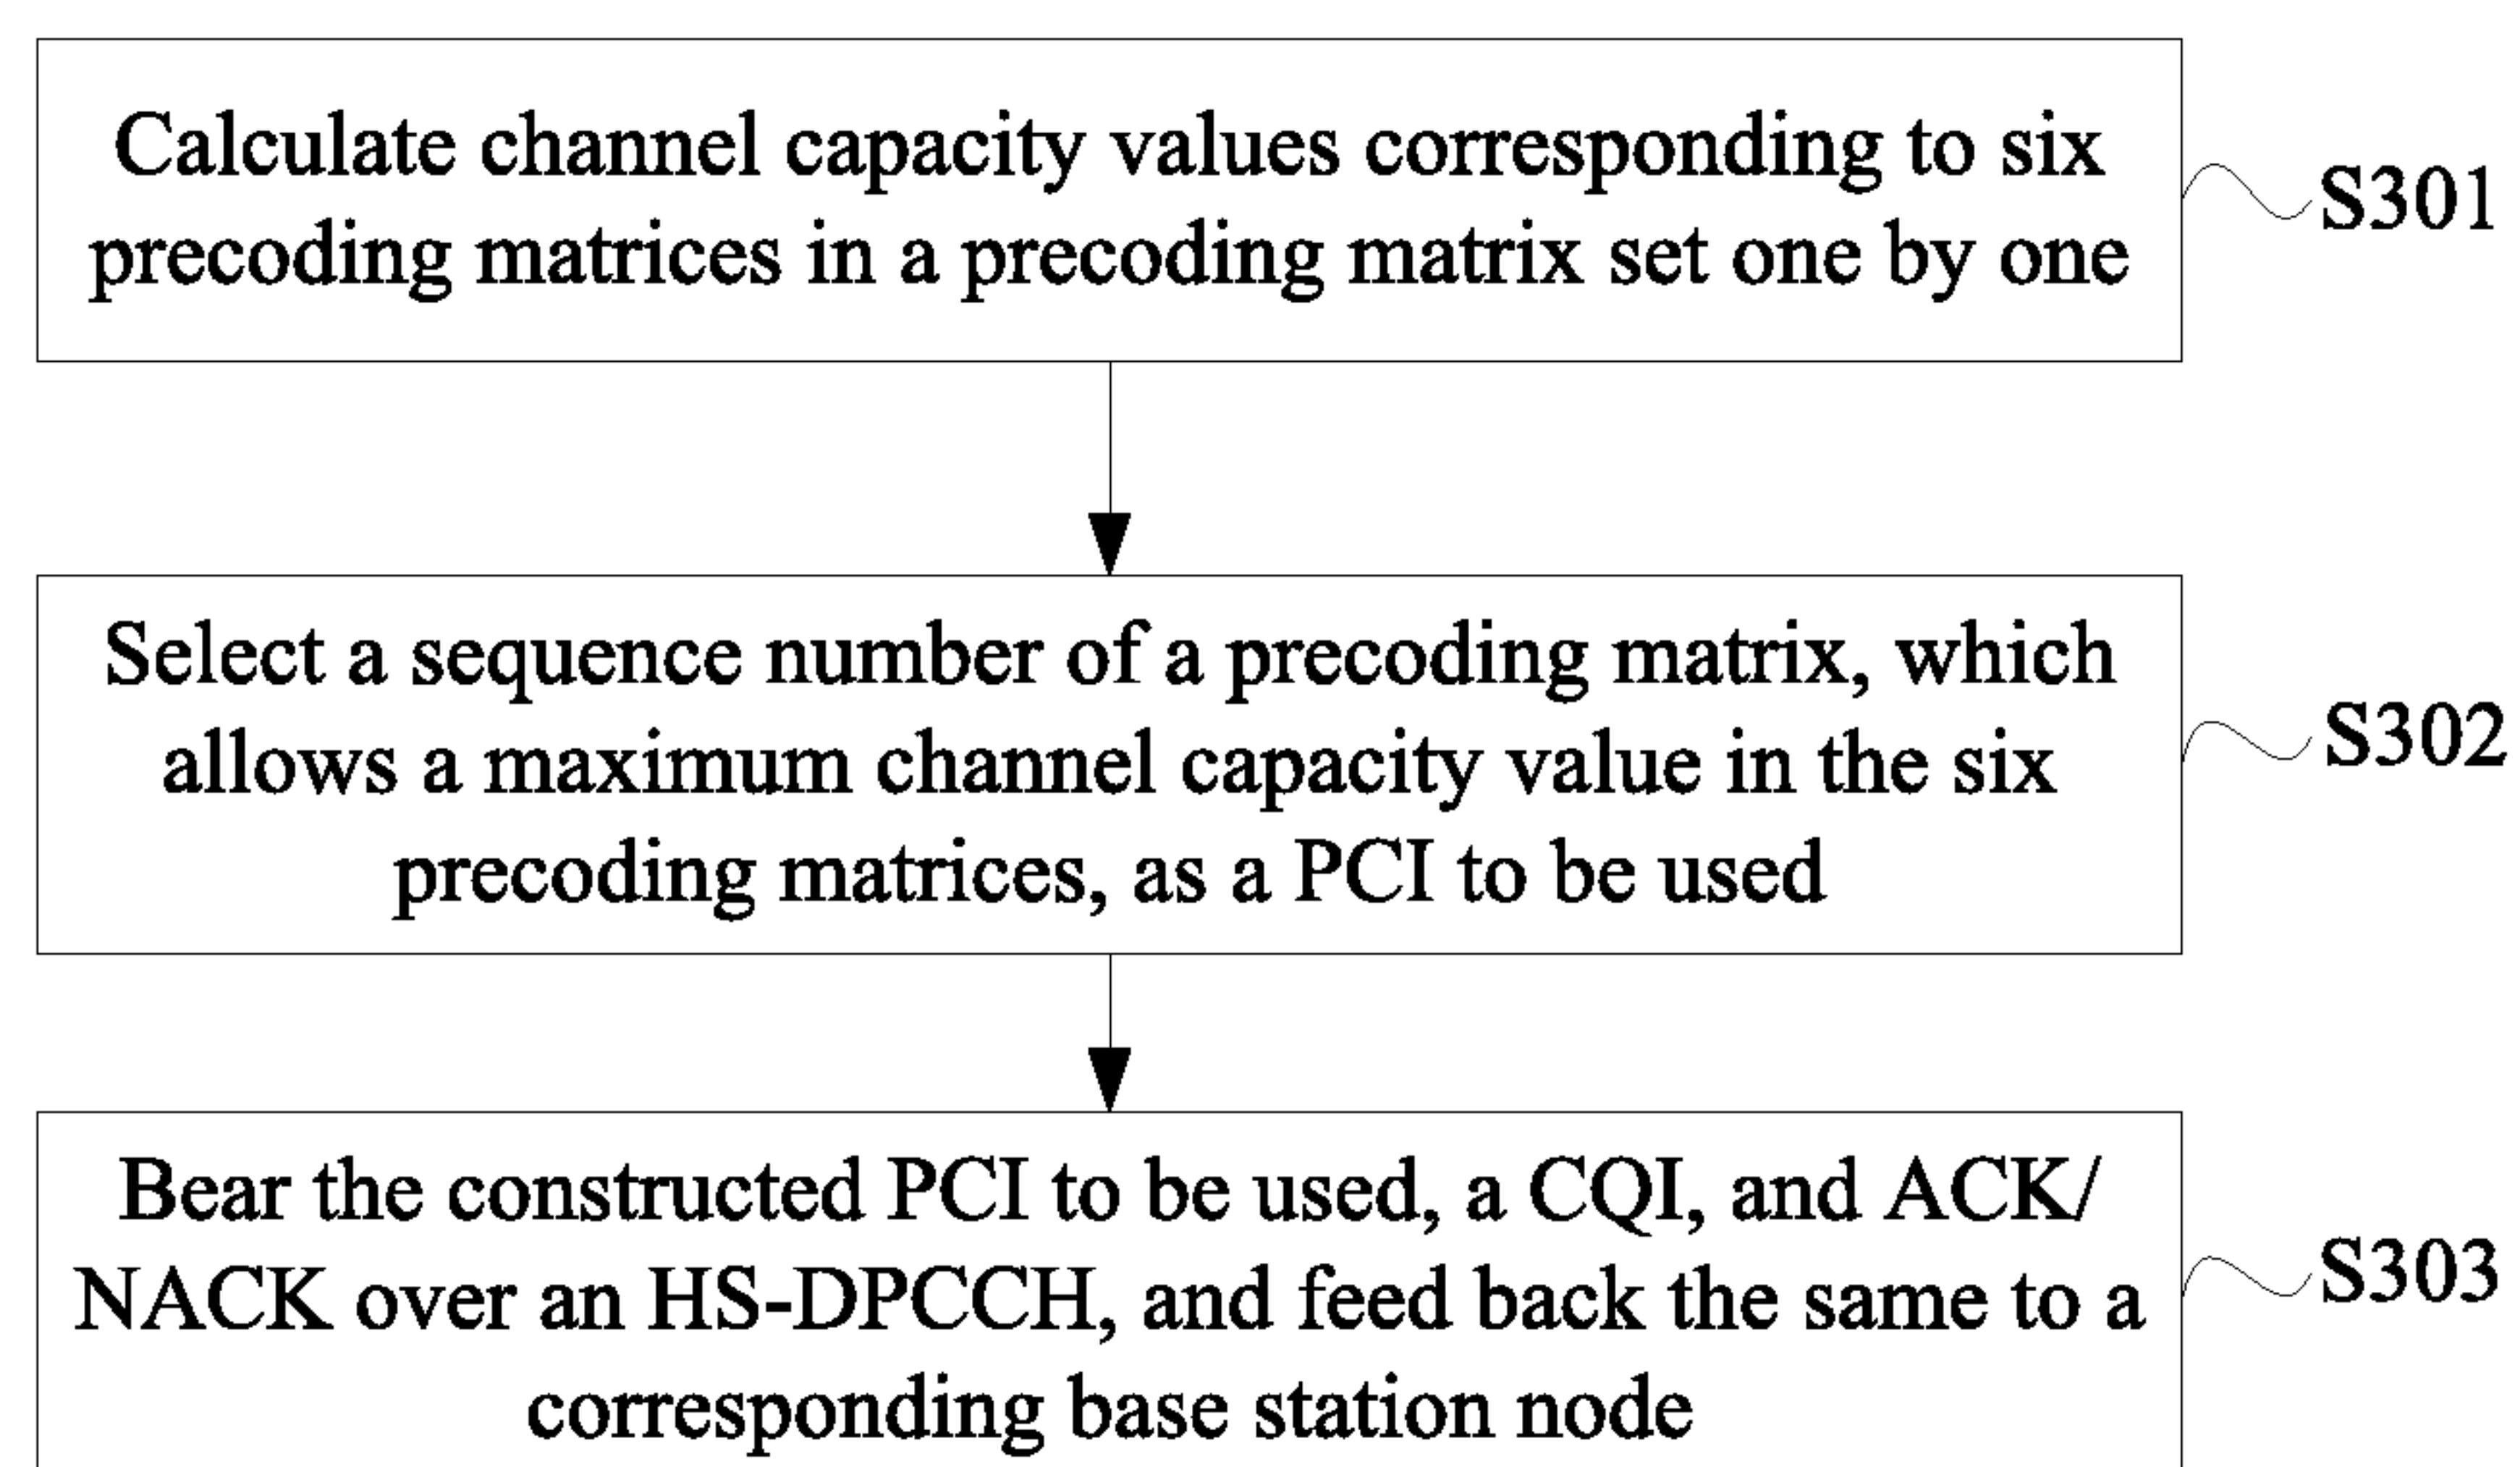 Calculate channel capacity values corresponding to six
precoding matrices in a precoding matrix set one by one
S301
Select a sequence number of a precoding matrix, which
allows a maximum channel capacity value in the six
precoding matrices, as a PCI to be used
S302
Bear the constructed PCI to be used, a CQI, and ACK/
NACK over an HS-DPCCH, and feed back the same to a
corresponding base station node
S303